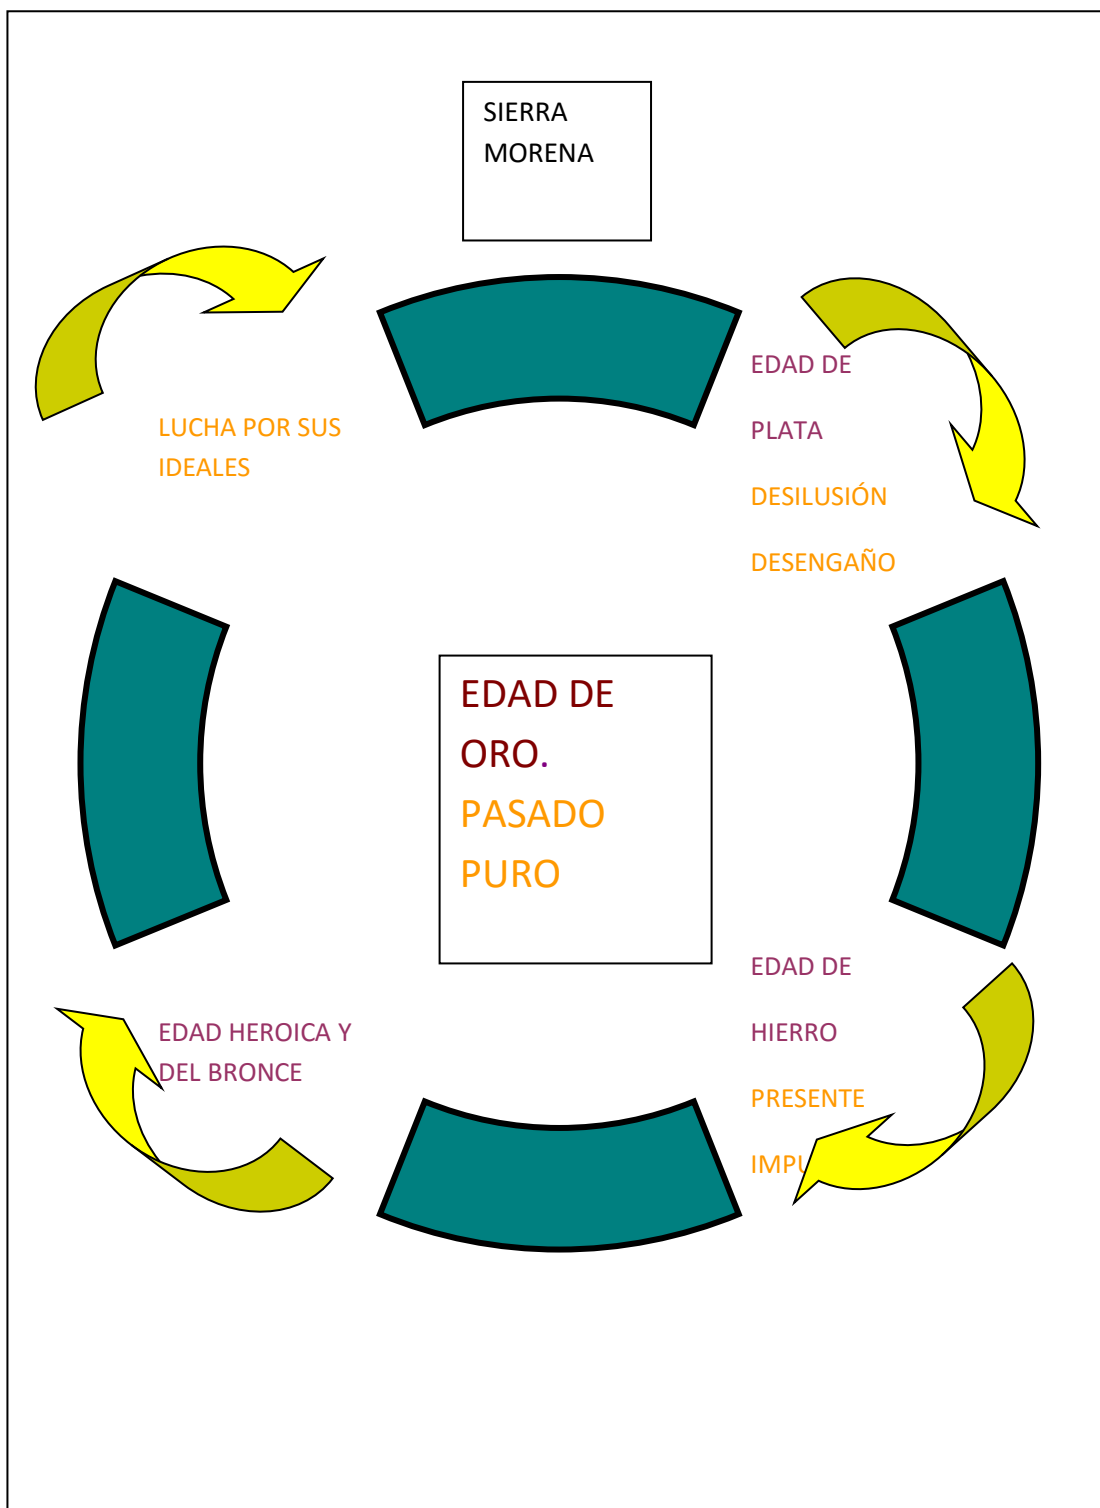 SIERRA
MORENA
LUCHA POR SUS
IDEALES
EDAD DE
PLATA
DESILUSIÓN
DESENGAÑO
EDAD DE
ORO.
PASADO
PURO
EDAD HEROICA Y
DEL BRONCE
EDAD DE
HIERRO
PRESENTE